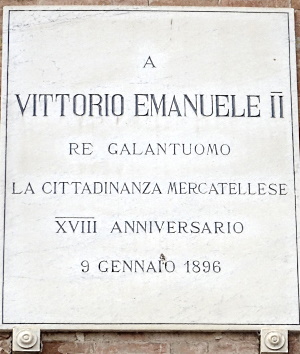 A
VITTORIO EMANUELE II
RE GALANTUOMO
LA CITTADINANZA MERCATELLESE
XVIII ANNIVERSARIO
9 GENNAIO 1896